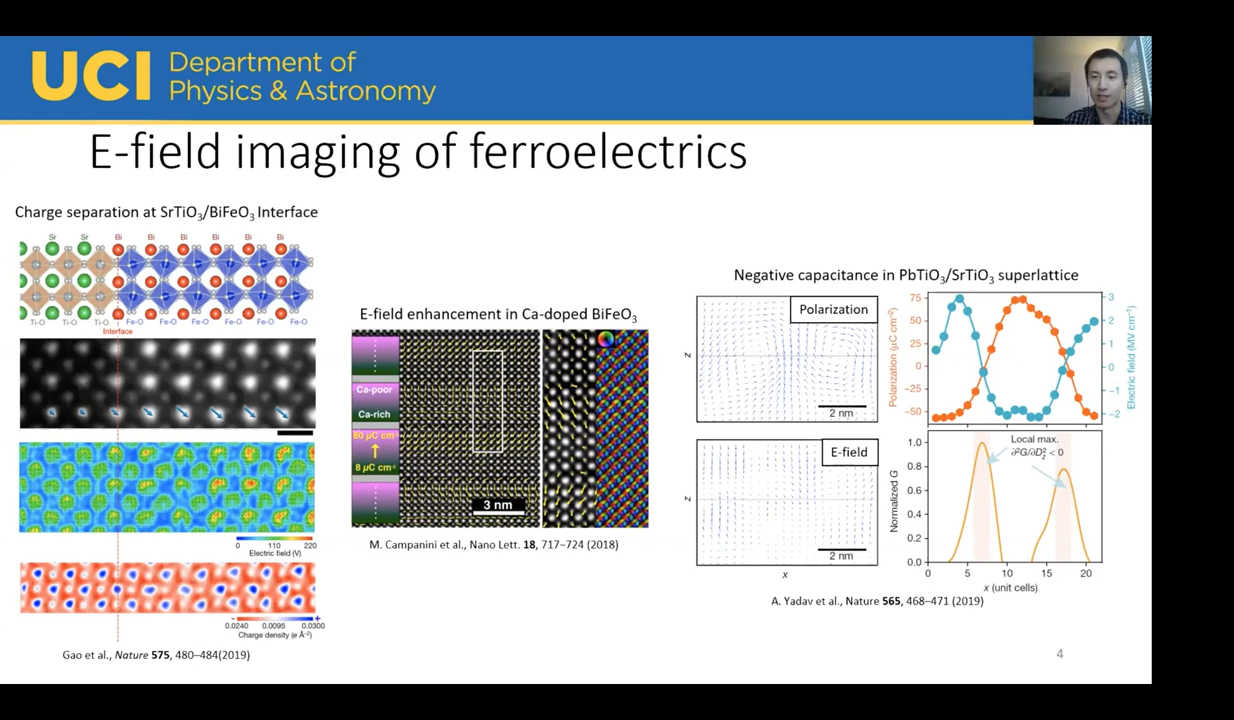 UCI
Department of
Physics & Astronomy
E-field imaging of ferroelectrics
Charge separation at SrTiO₃/BiFeO₃ Interface
Sr Sr Bi Bi Bi Bi Bi Bi
Ti-O Ti-O Ti-O Fe-O Fe-O Fe-O Fe-O Fe-O Fe-O
Interface
0 110 220
Electric field (V)
- +
0.0240 0.0095 0.0300
Charge density (e Å⁻²)
Gao et al., Nature 575, 480–484(2019)
E-field enhancement in Ca-doped BiFeO₃
Ca-poor
Ca-rich
80 µC cm⁻
8 µC cm⁻
3 nm
M. Campanini et al., Nano Lett. 18, 717–724 (2018)
Negative capacitance in PbTiO₃/SrTiO₃ superlattice
Polarization
z
2 nm
E-field
z
2 nm
x
Polarization (µC cm⁻²)
75
50
25
0
−25
−50
3
2
1
0
−1
−2
Electric field (MV cm⁻¹)
Normalized G
1.0
0.8
0.6
0.4
0.2
0.0
Local max.
∂²G/∂D²z < 0
0 5 10 15 20
x (unit cells)
A. Yadav et al., Nature 565, 468–471 (2019)
4